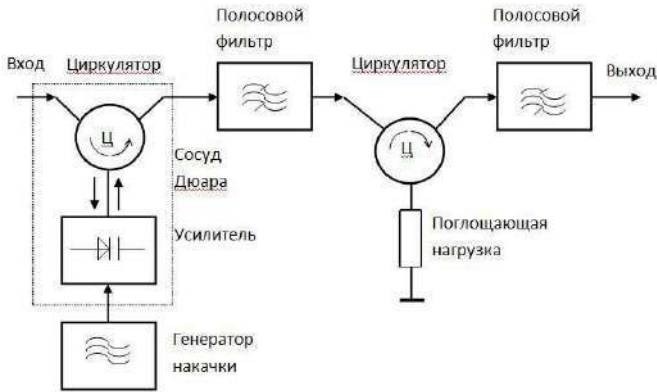 Полосовой
фильтр
Полосовой
фильтр
Вход
Циркулятор
Циркулятор
Выход
Ц
Ц
Сосуд
Дюара
Усилитель
Поглощающая
нагрузка
Генератор
накачки